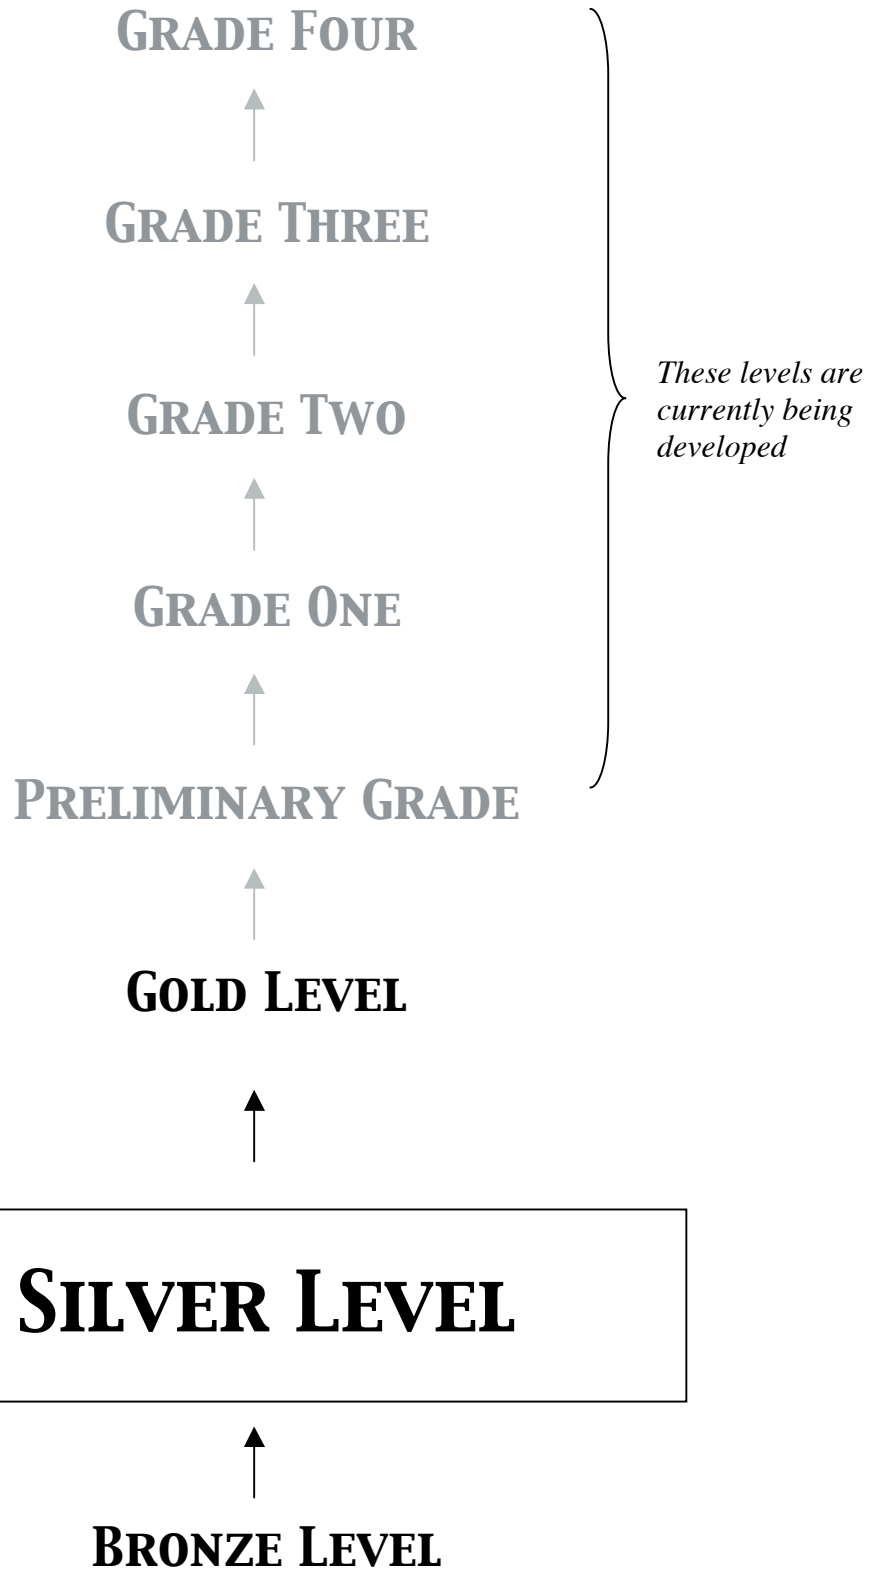 GRADE FOUR
GRADE THREE
These levels are
currently being
developed
GRADE TWO
GRADE ONE
PRELIMINARY GRADE
GOLD LEVEL
SILVER LEVEL
BRONZE LEVEL